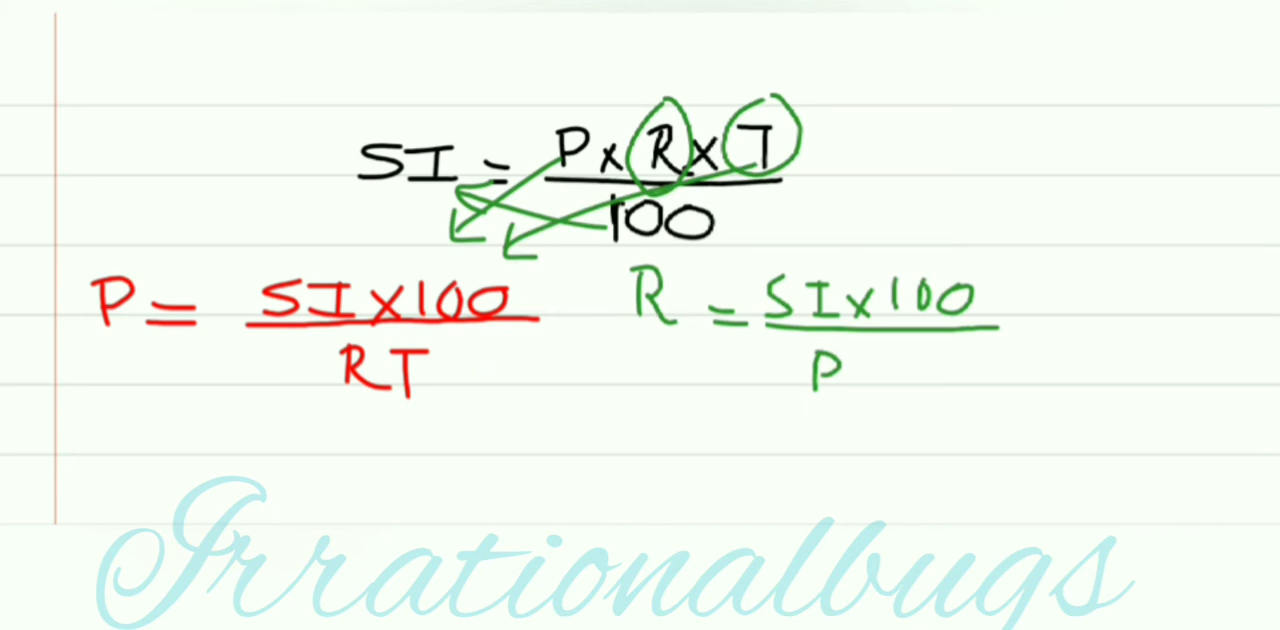 SI = P x R x T
100
P = SI x 100 R = SI x 100
RT P
Irrationalbugs